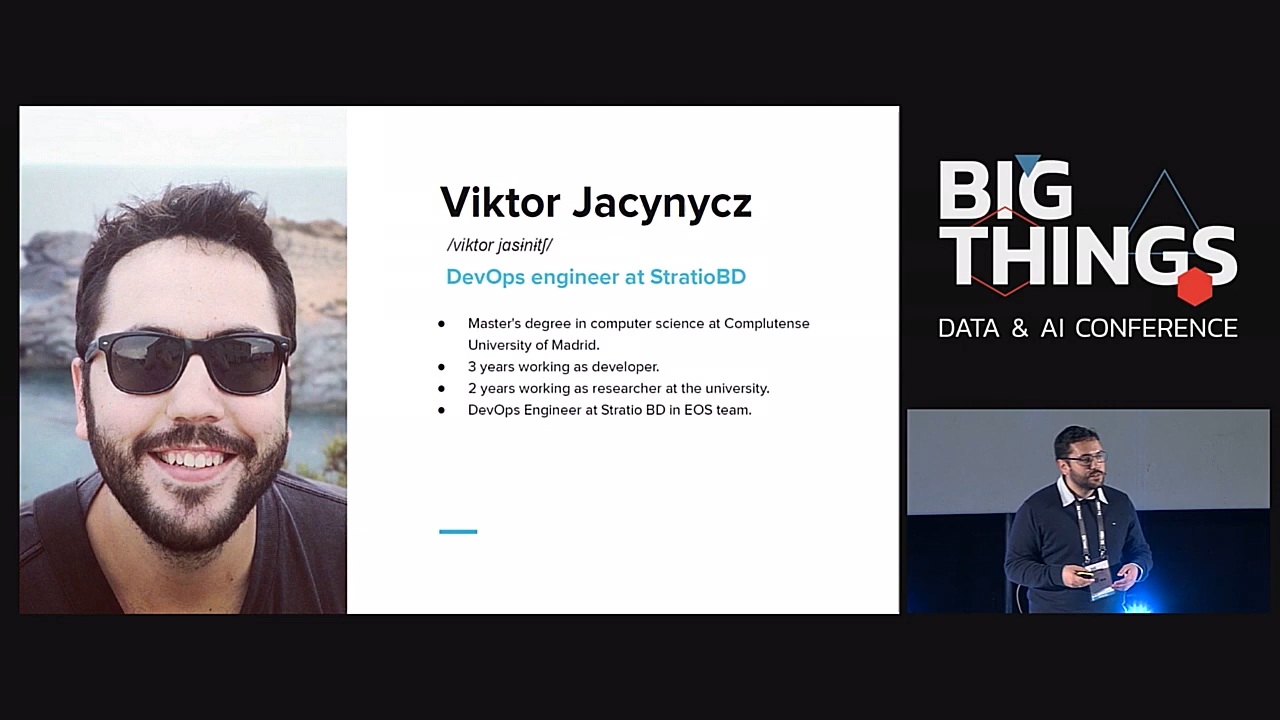 Viktor Jacynycz
/viktor jasɨnɨtʃ/
DevOps engineer at StratioBD
● Master's degree in computer science at Complutense
University of Madrid.
● 3 years working as developer.
● 2 years working as researcher at the university.
● DevOps Engineer at Stratio BD in EOS team.
BIG
THINGS
DATA & AI CONFERENCE